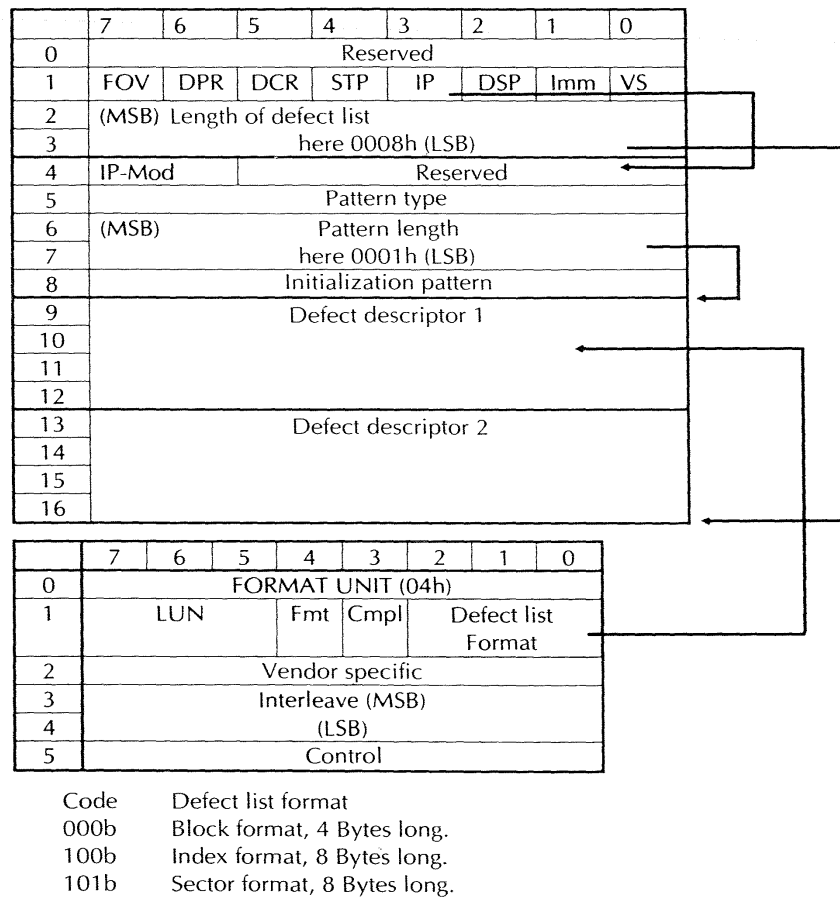 7 6 5 4 3 2 1 0
0 Reserved
1 FOV DPR DCR STP IP DSP Imm VS
2 (MSB) Length of defect list
3 here 0008h (LSB)
4 IP-Mod Reserved
5 Pattern type
6 (MSB) Pattern length
7 here 0001h (LSB)
8 Initialization pattern
9 Defect descriptor 1
10
11
12
13 Defect descriptor 2
14
15
16
7 6 5 4 3 2 1 0
0 FORMAT UNIT (04h)
1 LUN Fmt Cmpl Defect list
Format
2 Vendor specific
3 Interleave (MSB)
4 (LSB)
5 Control
Code Defect list format
000b Block format, 4 Bytes long.
100b Index format, 8 Bytes long.
101b Sector format, 8 Bytes long.